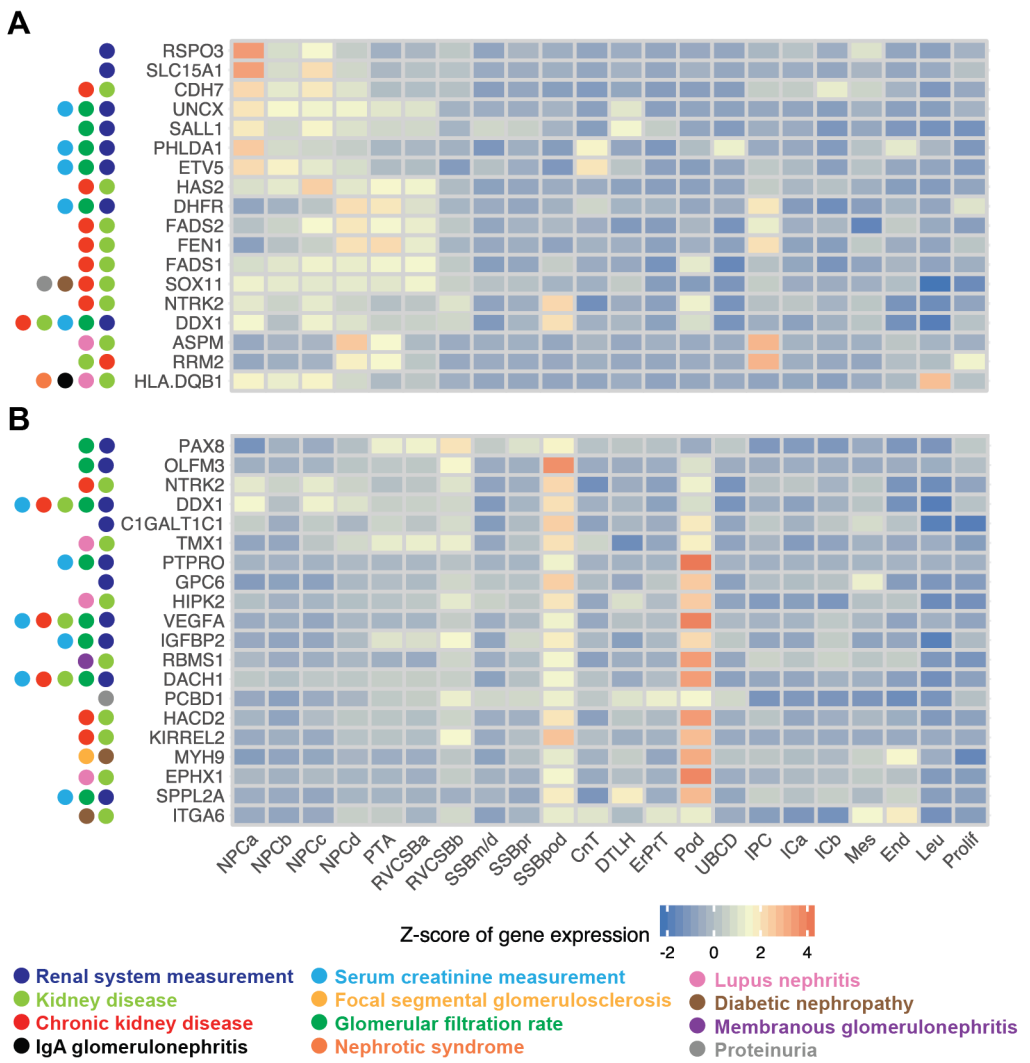 A
RSPO3
SLC15A1
CDH7
UNCX
SALL1
PHLDA1
ETV5
HAS2
DHFR
FADS2
FEN1
FADS1
SOX11
NTRK2
DDX1
ASPM
RRM2
HLA.DQB1
B
PAX8
OLFM3
NTRK2
DDX1
C1GALT1C1
TMX1
PTPRO
GPC6
HIPK2
VEGFA
IGFBP2
RBMS1
DACH1
PCBD1
HACD2
KIRREL2
MYH9
EPHX1
SPPL2A
ITGA6
NPCa NPCb NPCc NPCd PTA RVCSBa RVCSBb SSBm/d SSBpr SSBpod CnT DTLH ErPrT Pod UBCD IPC ICa ICb Mes End Leu Prolif
Z-score of gene expression
-2 0 2 4
Renal system measurement Serum creatinine measurement Lupus nephritis
Kidney disease Focal segmental glomerulosclerosis Diabetic nephropathy
Chronic kidney disease Glomerular filtration rate Membranous glomerulonephritis
IgA glomerulonephritis Nephrotic syndrome Proteinuria